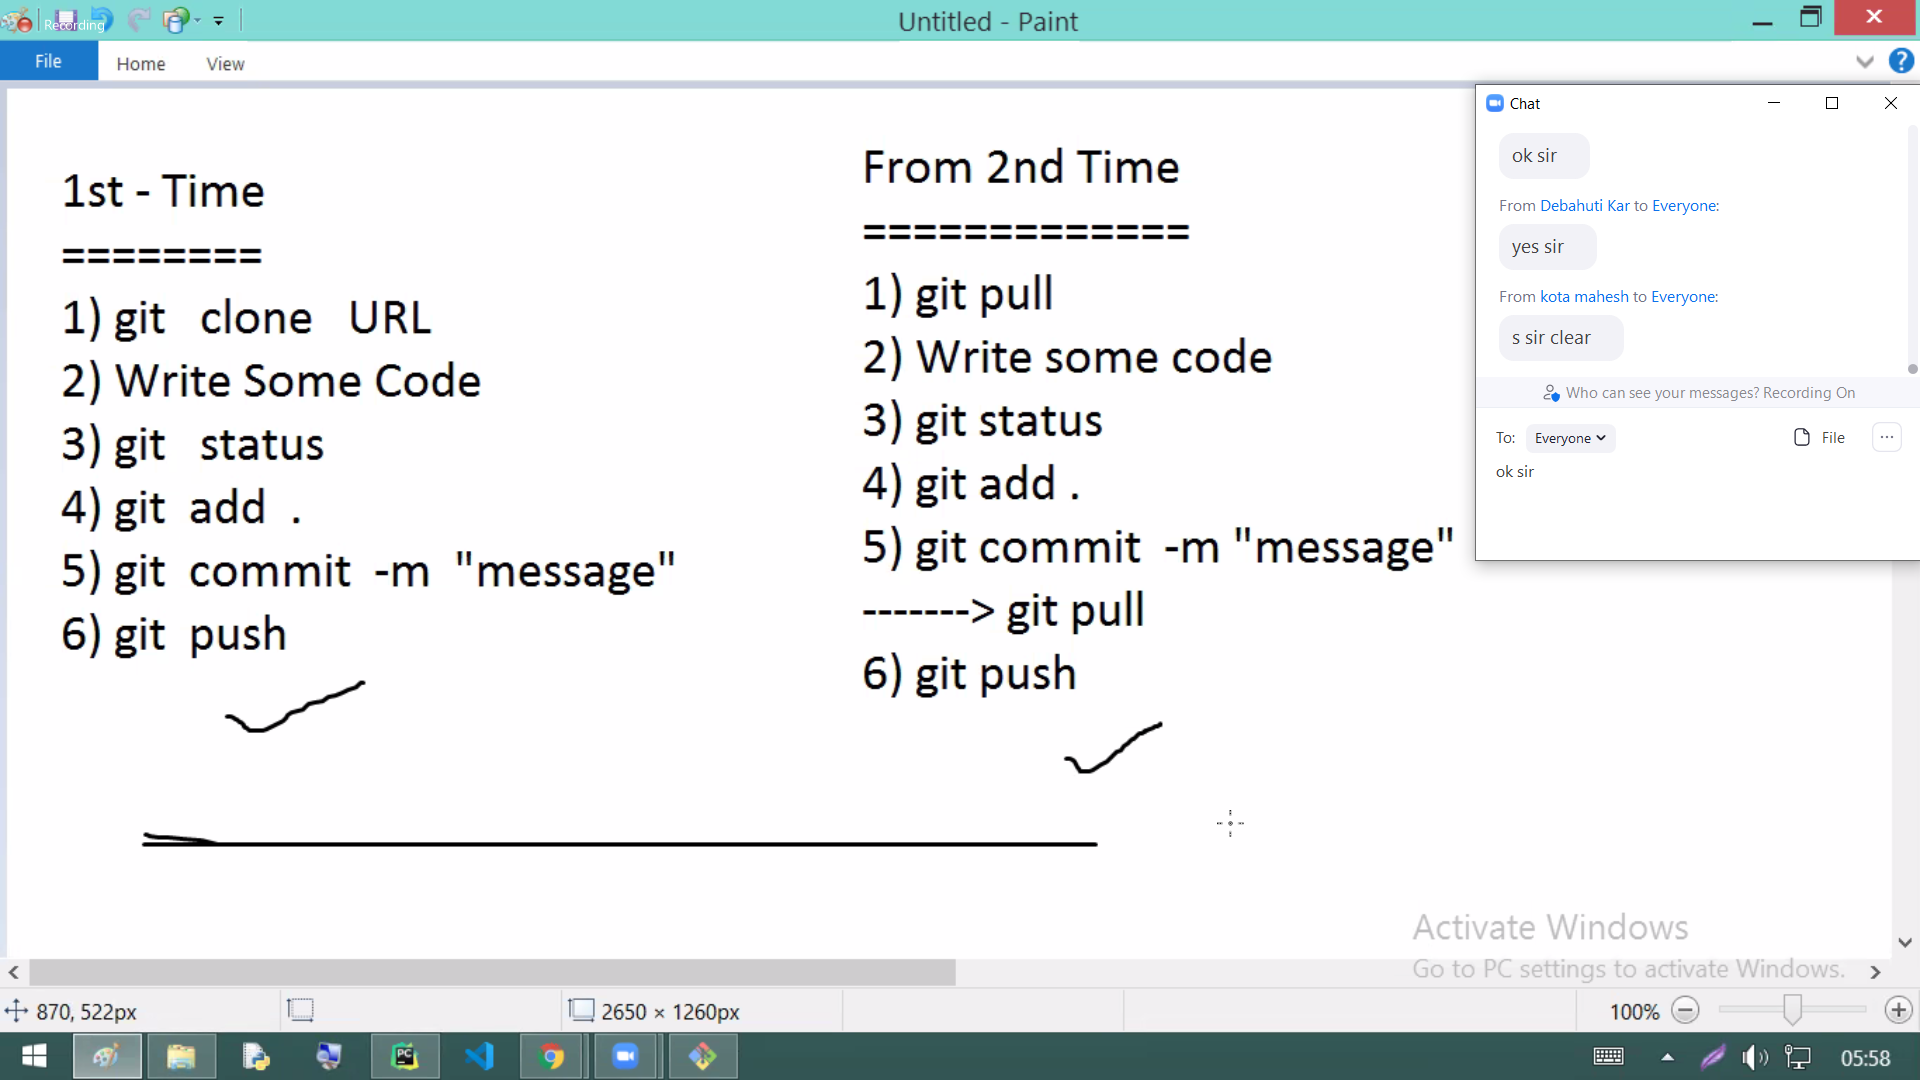 Recording
Untitled - Paint
File
Home
View
1st - Time
========
1) git clone URL
2) Write Some Code
3) git status
4) git add .
5) git commit -m "message"
6) git push
From 2nd Time
=============
1) git pull
2) Write some code
3) git status
4) git add .
5) git commit -m "message"
-------> git pull
6) git push
Chat
ok sir
From Debahuti Kar to Everyone:
yes sir
From kota mahesh to Everyone:
s sir clear
Who can see your messages? Recording On
To: Everyone File
ok sir
Activate Windows
Go to PC settings to activate Windows.
870, 522px
2650 × 1260px
100%
PC
05:58